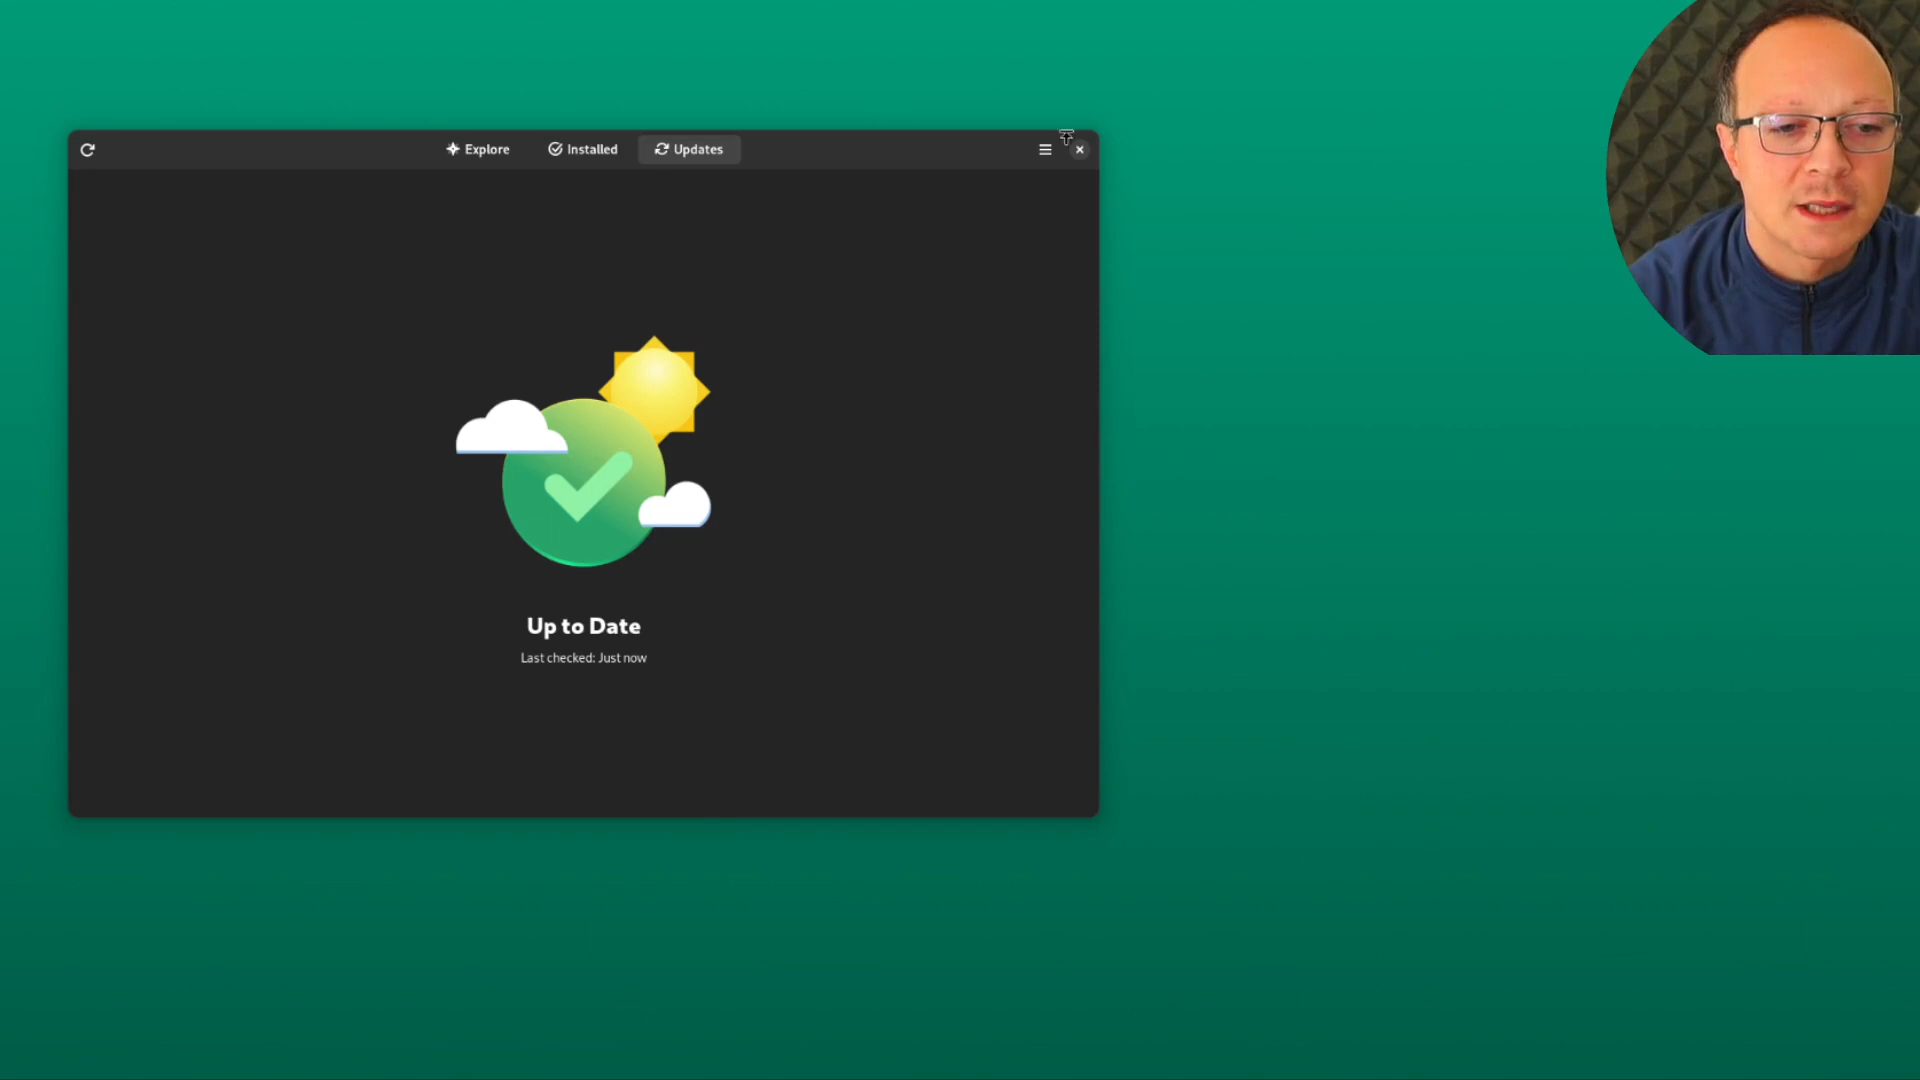 Explore
Installed
Updates
Up to Date
Last checked: Just now